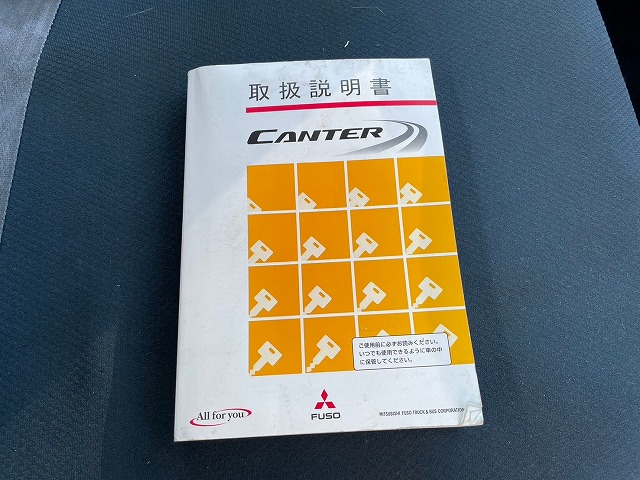 取扱説明書
CANTER
ご使用前に必ずお読みください。
いつでも使用できるように車の中
に保管してください。
All for you
FUSO
MITSUBISHI FUSO TRUCK & BUS CORPORATION